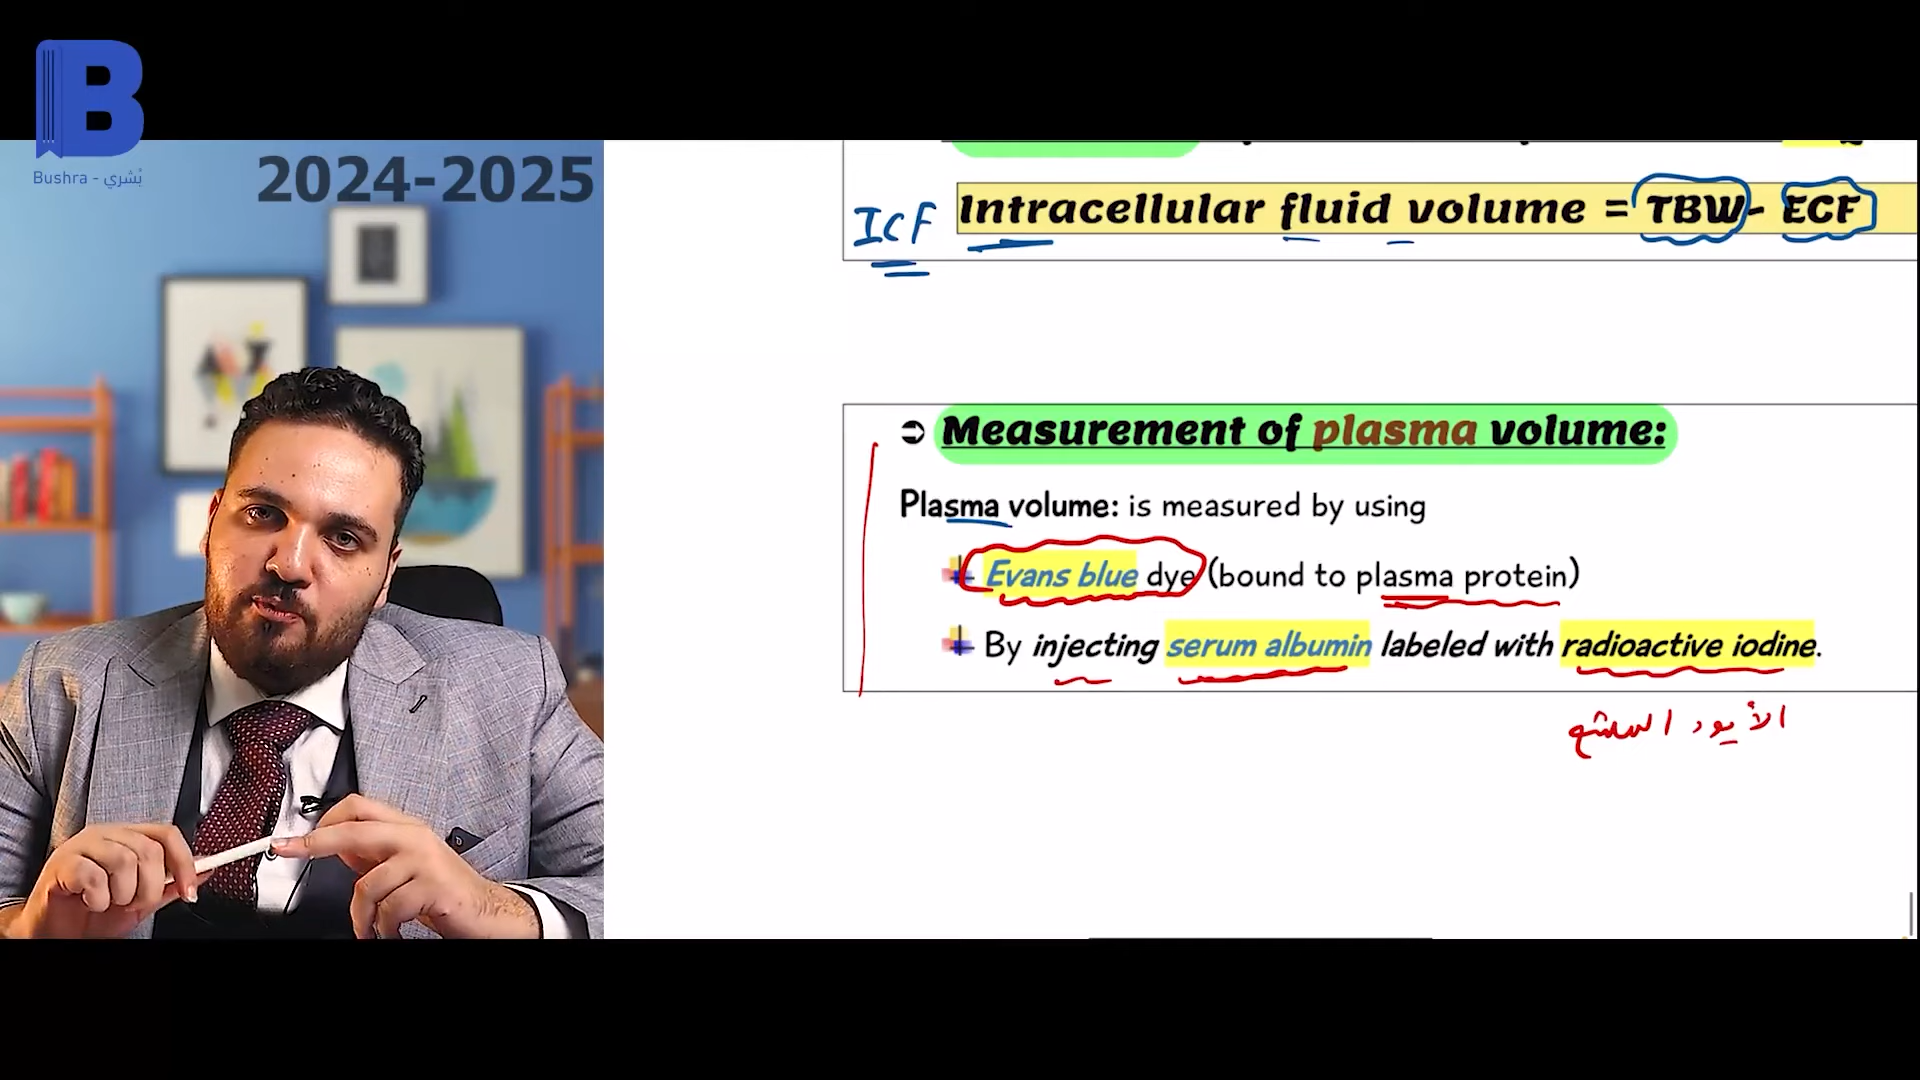 Bushra - بُشري
2024-2025
ICF
Intracellular fluid volume = TBW - ECF
➲ Measurement of plasma volume:
Plasma volume: is measured by using
Evans blue dye (bound to plasma protein)
By injecting serum albumin labeled with radioactive iodine.
الأيود المشع